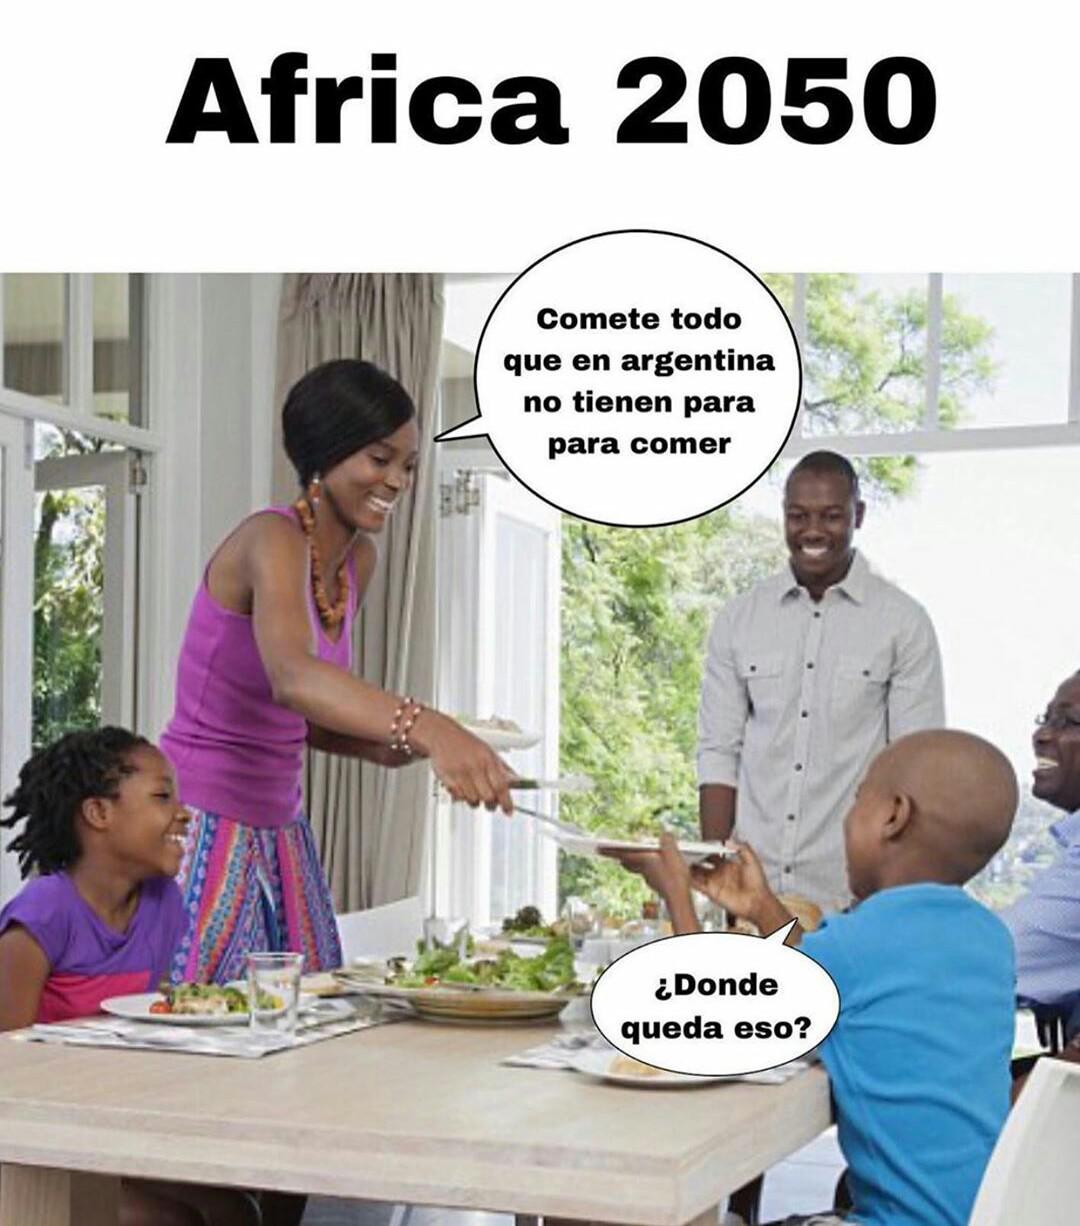 Africa 2050
Comete todo
que en argentina
no tienen para
para comer
¿Donde
queda eso?